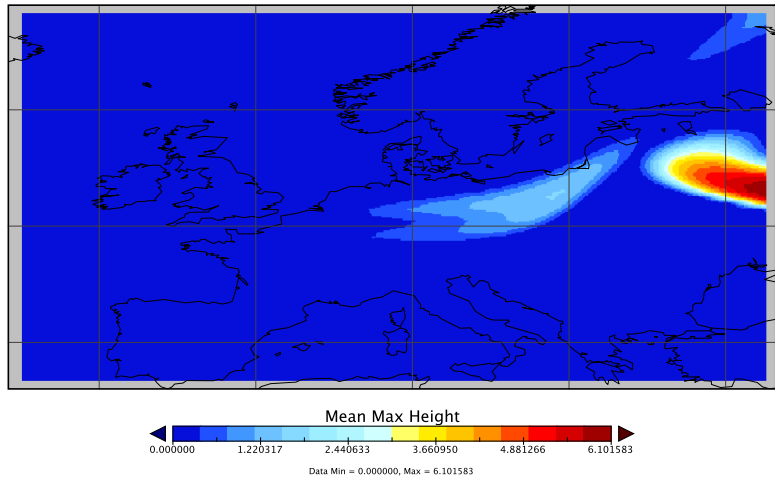 Mean Max Height
0.000000 1.220317 2.440633 3.660950 4.881266 6.101583
Data Min = 0.000000, Max = 6.101583